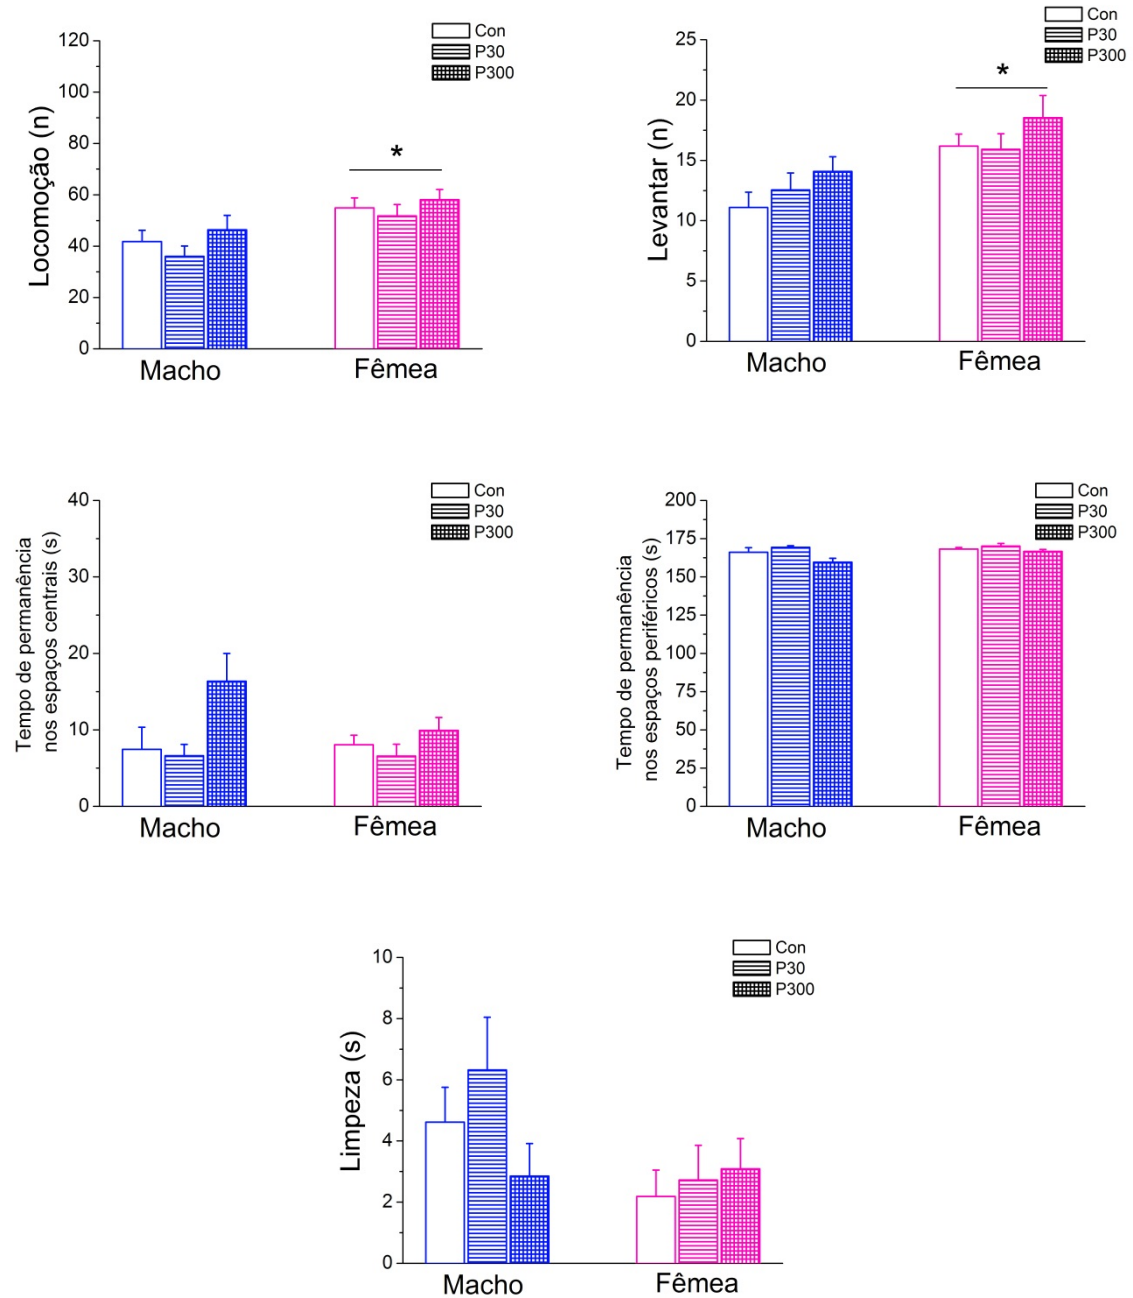 Con
P30
P300
120
100
80
60
40
20
0
Locomoção (n)
*
Macho
Fêmea
Con
P30
P300
25
20
15
10
5
0
Levantar (n)
*
Macho
Fêmea
Con
P30
P300
40
30
20
10
0
Tempo de permanência
nos espaços centrais (s)
Macho
Fêmea
Con
P30
P300
200
175
150
125
100
75
50
25
0
Tempo de permanência
nos espaços periféricos (s)
Macho
Fêmea
Con
P30
P300
10
8
6
4
2
0
Limpeza (s)
Macho
Fêmea